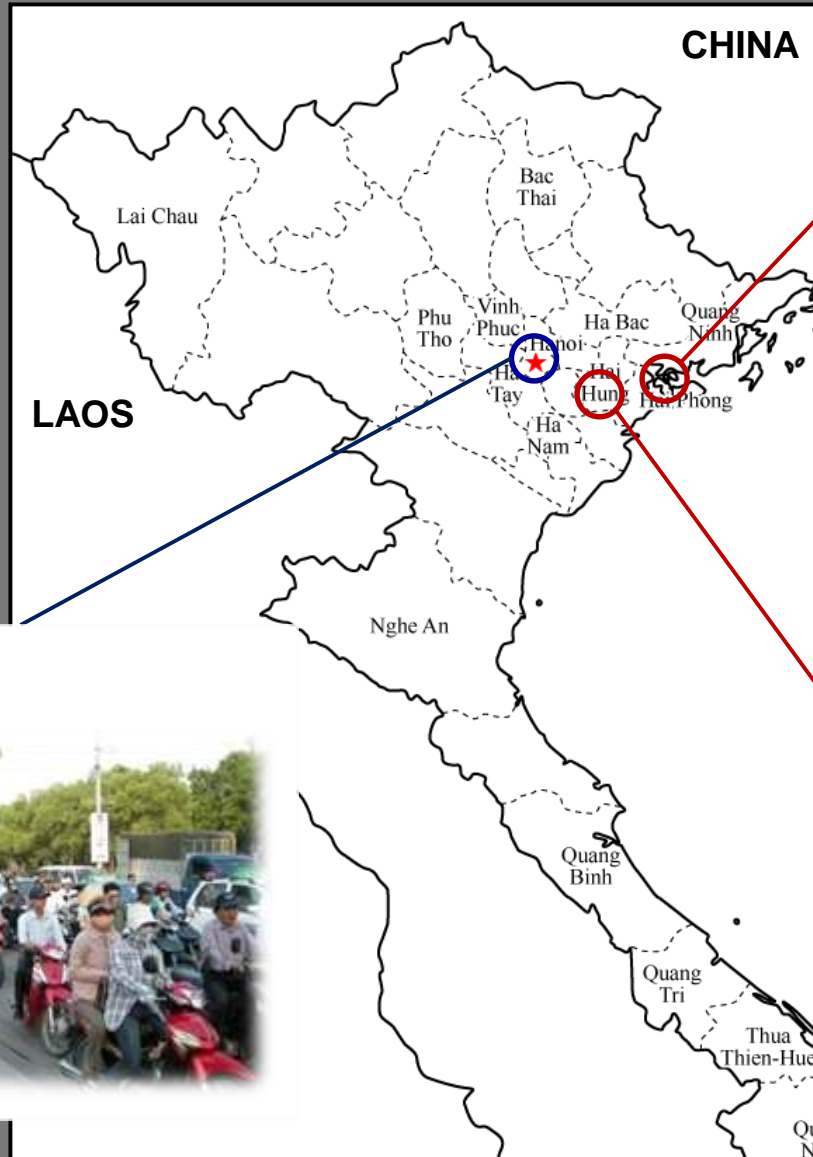 CHINA
Bac
Thai
Lai Chau
Phu
Tho
Vinh
Phuc
Hanoi
Ha Bac
Quang
Ninh
Ha
Tay
Hai
Hung
Hai Phong
LAOS
Ha
Nam
Nghe An
Quang
Binh
Quang
Tri
Thua
Thien-Hue